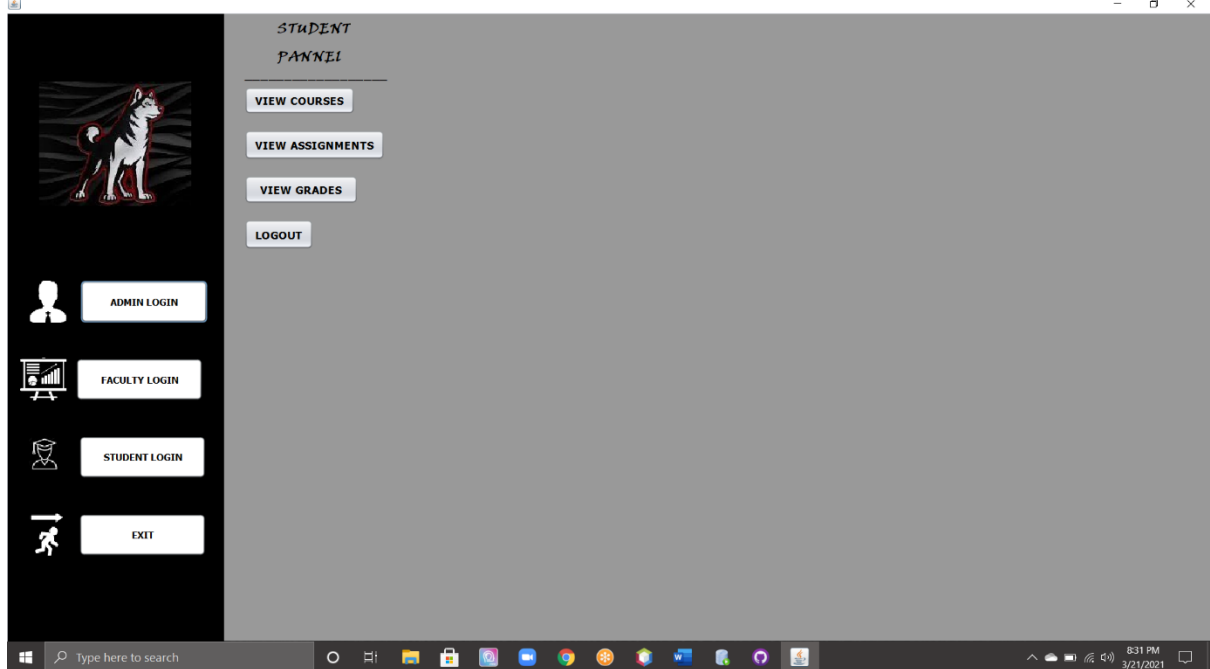 STUDENT
PANNEL
VIEW COURSES
VIEW ASSIGNMENTS
VIEW GRADES
LOGOUT
ADMIN LOGIN
FACULTY LOGIN
STUDENT LOGIN
EXIT
Type here to search
8:31 PM
3/21/2021